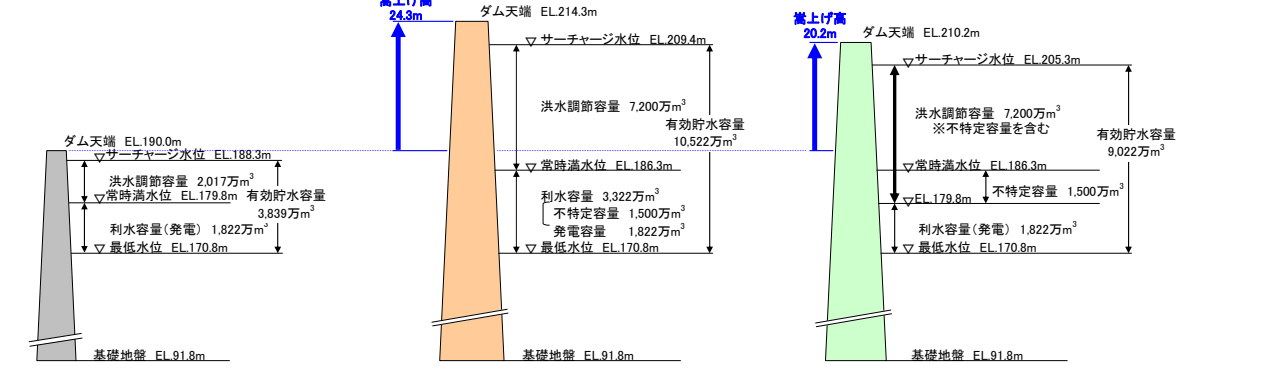 ダム天端 EL.190.0m
▽サーチャージ水位 EL.188.3m
洪水調節容量 2,017万m³
▽常時満水位 EL.179.8m
有効貯水容量
3,839万m³
利水容量(発電) 1,822万m³
▽最低水位 EL.170.8m
基礎地盤 EL.91.8m
嵩上げ高
24.3m
ダム天端 EL.214.3m
▽サーチャージ水位 EL.209.4m
洪水調節容量 7,200万m³
有効貯水容量
10,522万m³
▽常時満水位 EL.186.3m
利水容量 3,322万m³
不特定容量 1,500万m³
発電容量 1,822万m³
▽最低水位 EL.170.8m
基礎地盤 EL.91.8m
嵩上げ高
20.2m
ダム天端 EL.210.2m
▽サーチャージ水位 EL.205.3m
洪水調節容量 7,200万m³
※不特定容量を含む
有効貯水容量
9,022万m³
▽常時満水位 EL.186.3m
不特定容量 1,500万m³
▽EL.179.8m
利水容量(発電) 1,822万m³
▽最低水位 EL.170.8m
基礎地盤 EL.91.8m